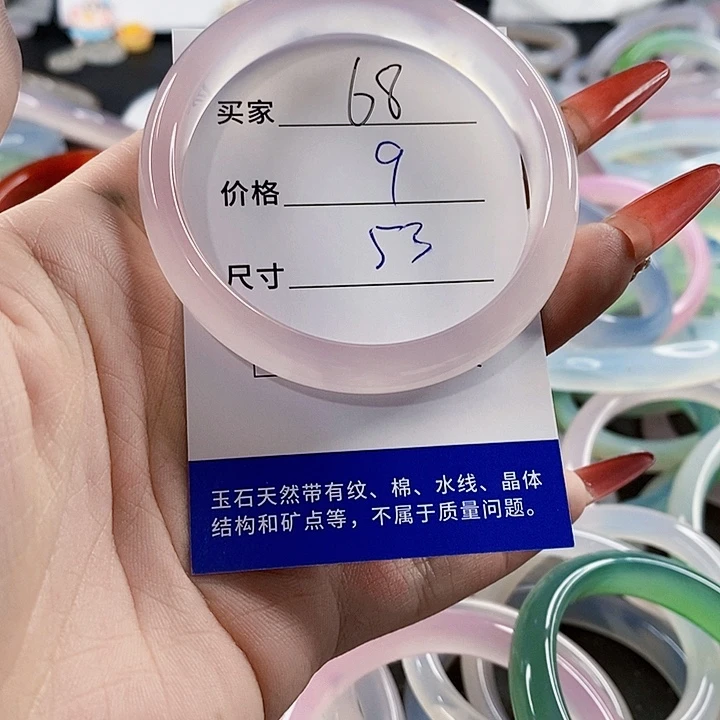 买家 68
价格 9
尺寸 53
玉石天然带有纹、棉、水线、晶体
结构和矿点等，不属于质量问题。